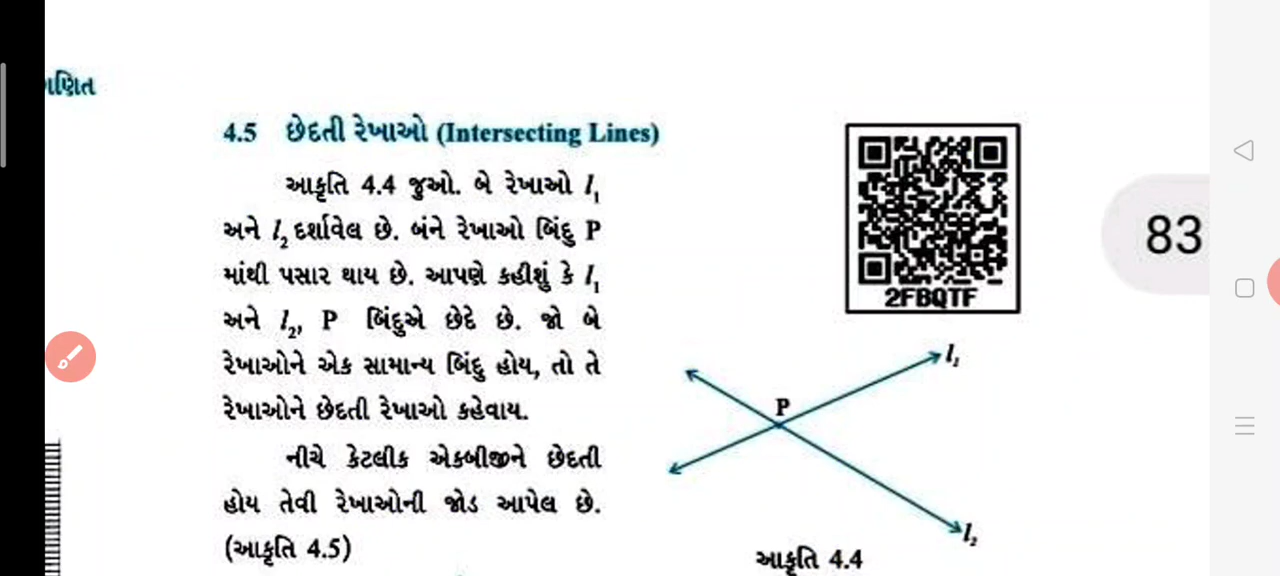 ગણિત
4.5 છેદતી રેખાઓ (Intersecting Lines)
આકૃતિ 4.4 જુઓ. બે રેખાઓ l₁
અને l₂ દર્શાવેલ છે. બંને રેખાઓ બિંદુ P
માંથી પસાર થાય છે. આપણે કહીશું કે l₁
અને l₂, P બિંદુએ છેદે છે. જો બે
રેખાઓને એક સામાન્ય બિંદુ હોય, તો તે
રેખાઓને છેદતી રેખાઓ કહેવાય.
નીચે કેટલીક એકબીજીને છેદતી
હોય તેવી રેખાઓની જોડ આપેલ છે.
(આકૃતિ 4.5)
2FBQTF
83
l₁
P
l₂
આકૃતિ 4.4